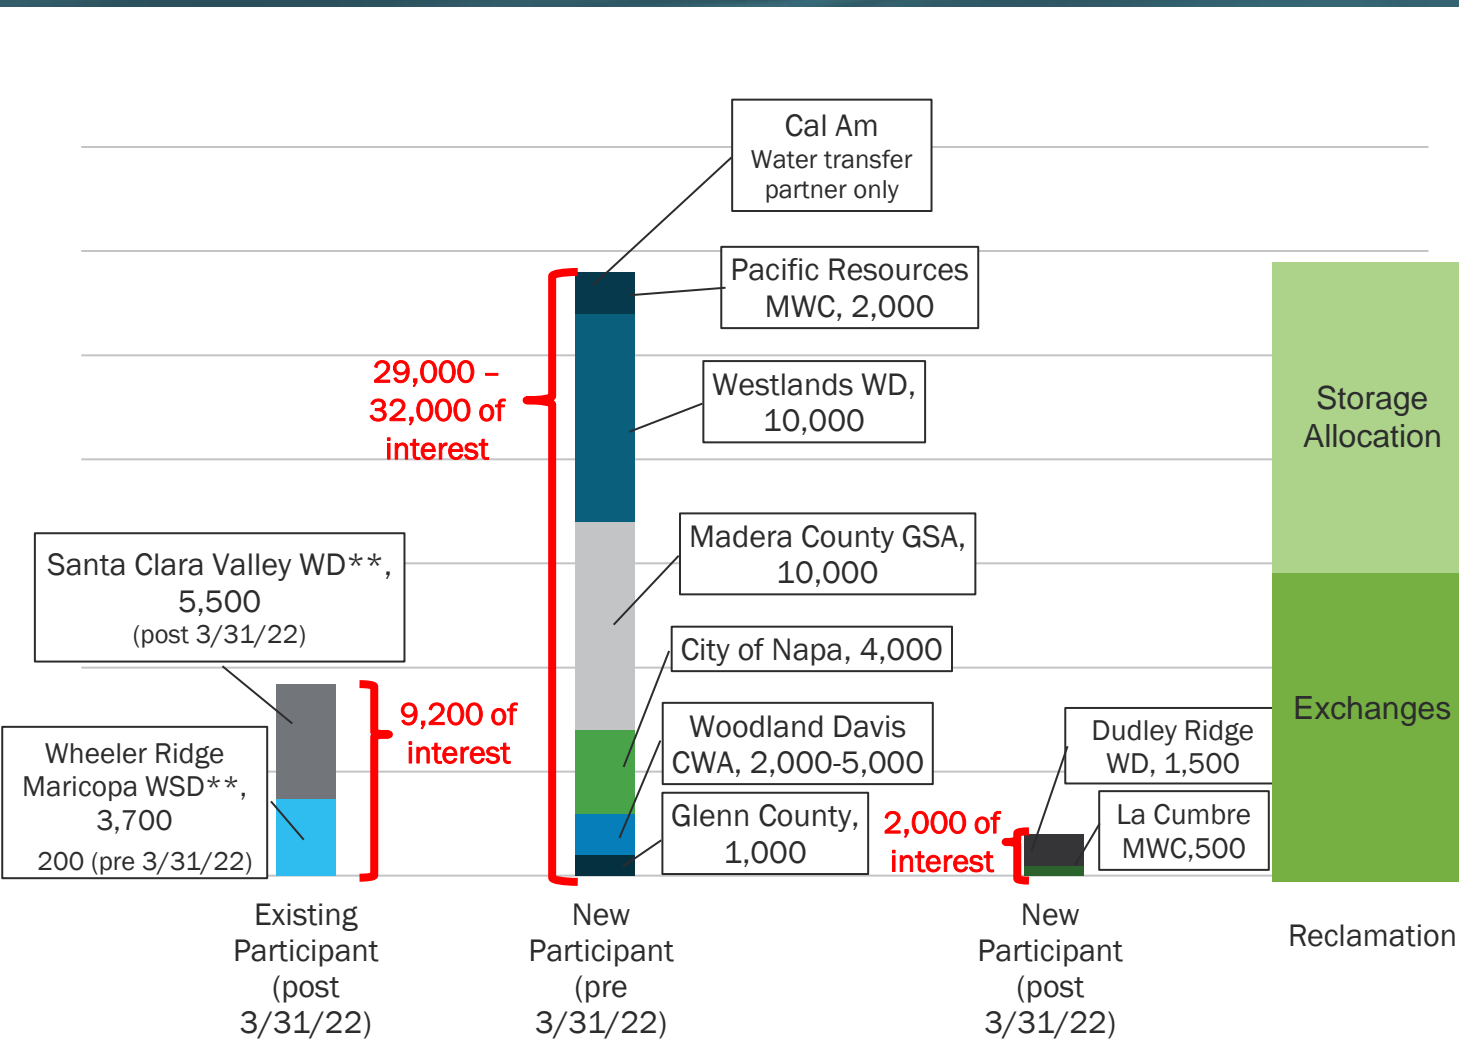 Cal Am
Water transfer
partner only
Pacific Resources
MWC, 2,000
29,000 –
32,000 of
interest
Westlands WD,
10,000
Storage
Allocation
Madera County GSA,
10,000
Santa Clara Valley WD**,
5,500
(post 3/31/22)
City of Napa, 4,000
9,200 of
interest
Woodland Davis
CWA, 2,000-5,000
Exchanges
Dudley Ridge
WD, 1,500
Wheeler Ridge
Maricopa WSD**,
3,700
200 (pre 3/31/22)
Glenn County,
1,000
2,000 of
interest
La Cumbre
MWC,500
Existing
Participant
(post
3/31/22)
New
Participant
(pre
3/31/22)
New
Participant
(post
3/31/22)
Reclamation